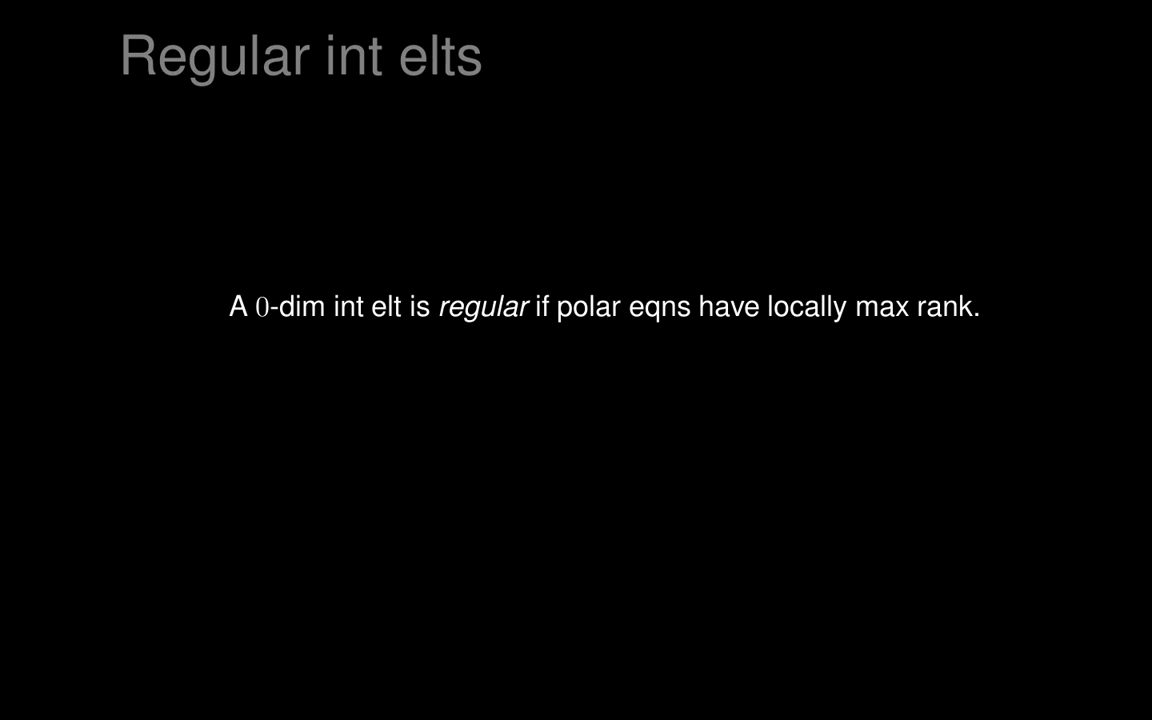 Regular int elts
A 0-dim int elt is regular if polar eqns have locally max rank.